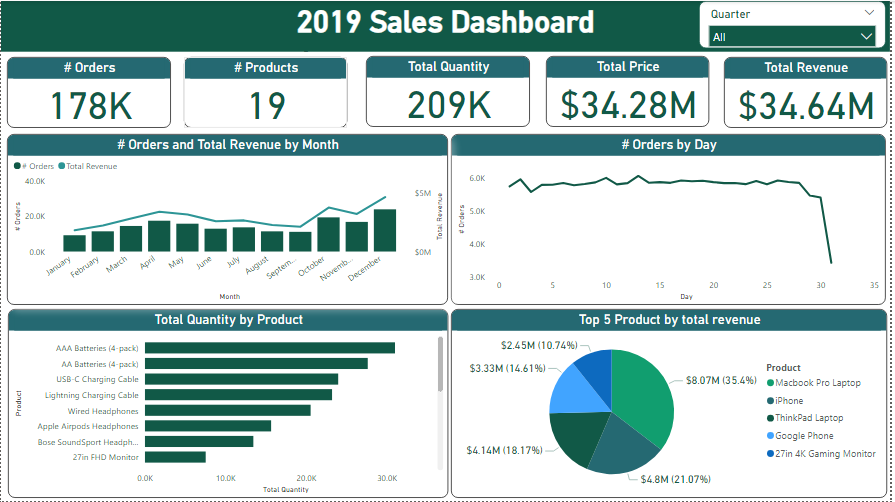 2019 Sales Dashboard
Quarter
All
# Orders
178K
# Products
19
Total Quantity
209K
Total Price
$34.28M
Total Revenue
$34.64M
# Orders and Total Revenue by Month
# Orders
Total Revenue
40.0K
20.0K
0.0K
# Orders
$5M
$0M
Total Revenue
January
February
March
April
May
June
July
August
Septem...
October
Novemb...
December
Month
# Orders by Day
6.0K
5.0K
4.0K
3.0K
# Orders
0
5
10
15
20
25
30
35
Day
Total Quantity by Product
Product
AAA Batteries (4-pack)
AA Batteries (4-pack)
USB-C Charging Cable
Lightning Charging Cable
Wired Headphones
Apple Airpods Headphones
Bose SoundSport Headph...
27in FHD Monitor
0.0K
10.0K
20.0K
30.0K
Total Quantity
Top 5 Product by total revenue
$2.45M (10.74%)
$3.33M (14.61%)
$4.14M (18.17%)
$8.07M (35.4%)
$4.8M (21.07%)
Product
Macbook Pro Laptop
iPhone
ThinkPad Laptop
Google Phone
27in 4K Gaming Monitor